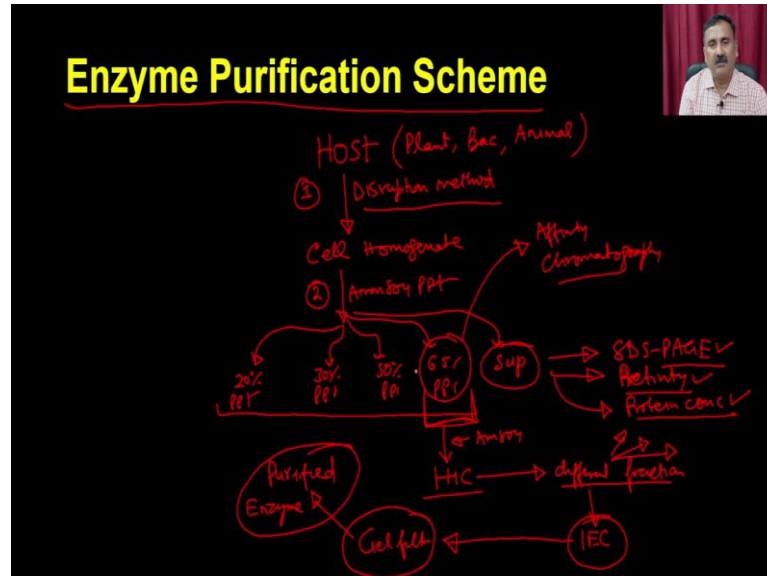 Enzyme Purification Scheme
HOST (Plant, Bac, Animal)
① Disruption method
Cell Homogenate
② Ammsoy ppt
Affinity
Chromatography
20% ppt
30% ppt
50% ppt
65% ppt
Sup
SDS-PAGE ✓
Activity ✓
Protein conc ✓
Amsoy
HIC
different fraction
IEC
Gel filt
Purified
Enzyme